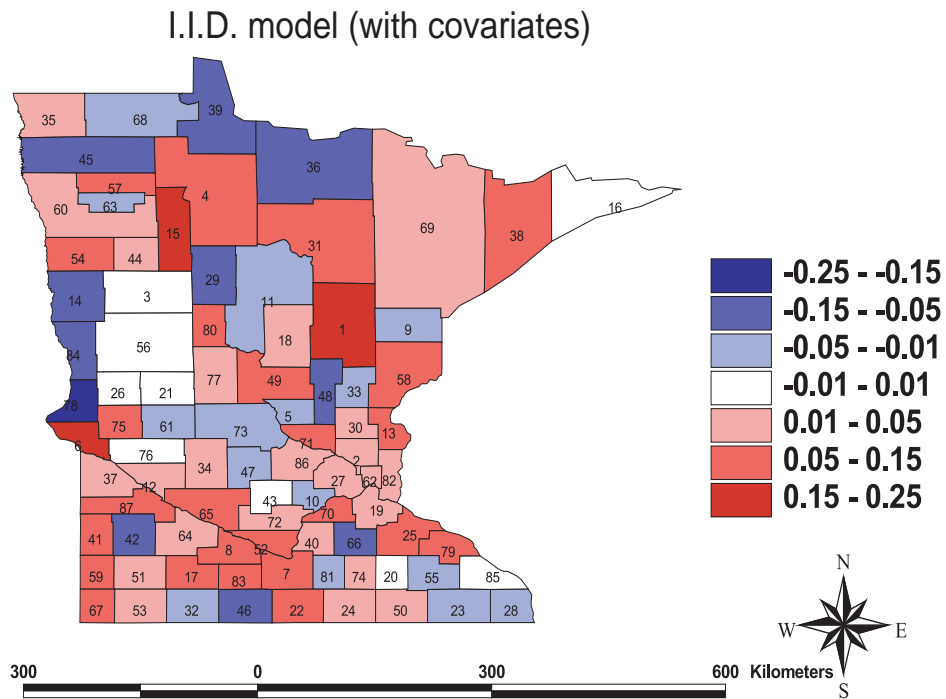 I.I.D. model (with covariates)
39
35 68
36
45
57
4
60 63
69
16
15
38
31
54 44
29
14 3 11
1 9
80
18
84 56
77 58
49
26 21 48 33
78
5
75 61 30
73 71 13
6
76 2
86
34 47 62 82
37 27
12
43 10
87 65 70 19
72
41 42 64 40 66 25
8 52 79
59 51 17 83 7 81 74 20 55 85
67 53 32 46 22 24 50 23 28
-0.25 - -0.15
-0.15 - -0.05
-0.05 - -0.01
-0.01 - 0.01
0.01 - 0.05
0.05 - 0.15
0.15 - 0.25
N
W E
S
300 0 300 600 Kilometers